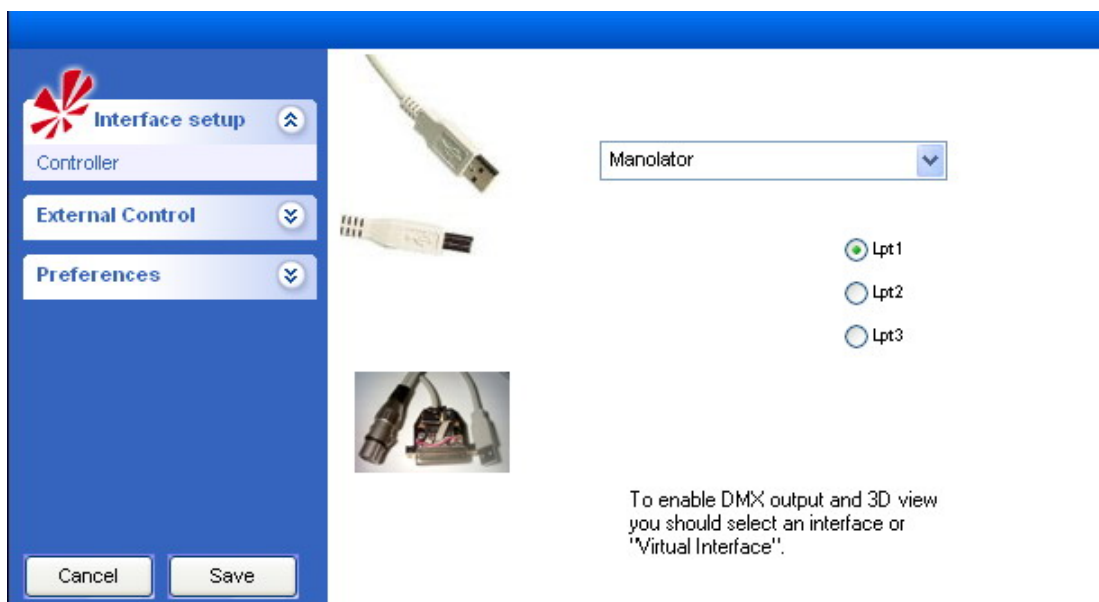 Interface setup
Controller
External Control
Preferences
Cancel
Save
Manolator
Lpt1
Lpt2
Lpt3
To enable DMX output and 3D view
you should select an interface or
"Virtual Interface".